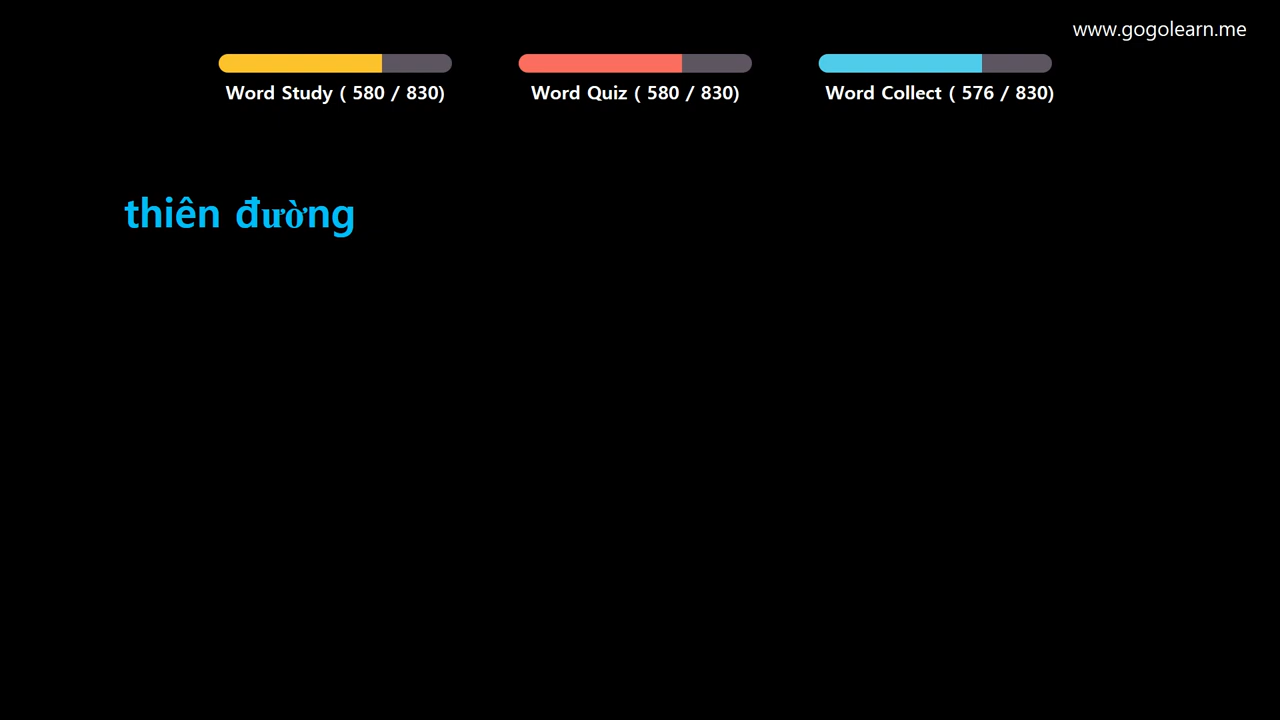 www.gogolearn.me
Word Study ( 580 / 830)
Word Quiz ( 580 / 830)
Word Collect ( 576 / 830)
thiên đường